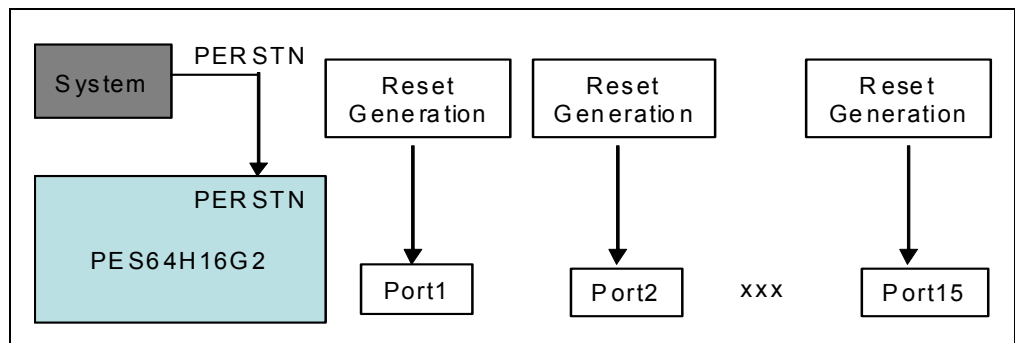 PERSTN
System
Reset
Generation
Reset
Generation
Reset
Generation
PERSTN
PES64H16G2
Port1
Port2
xxx
Port15